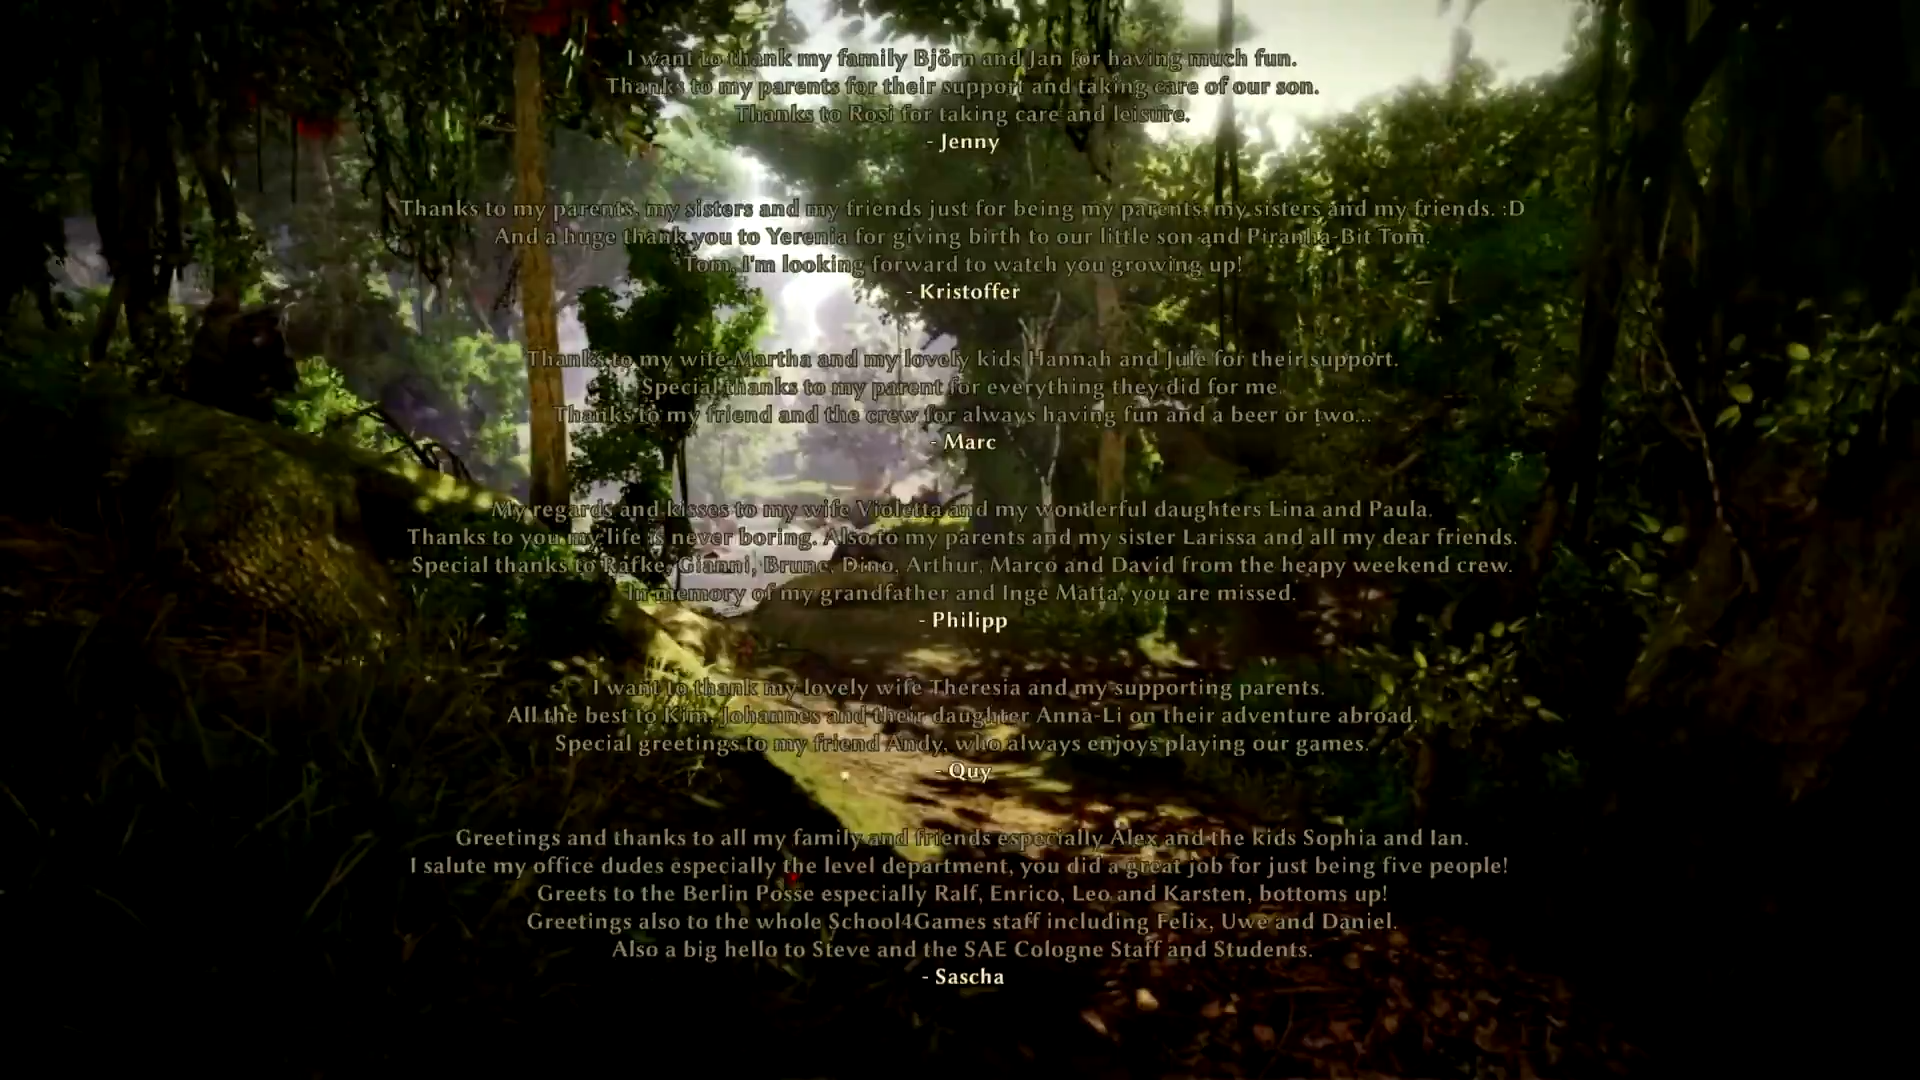 I want to thank my family Björn and Jan for having much fun.
Thanks to my parents for their support and taking care of our son.
Thanks to Rosi for taking care and leisure.
- Jenny
Thanks to my parents, my sisters and my friends just for being my parents, my sisters and my friends. :D
And a huge thank you to Yerenia for giving birth to our little son and Piranha-Bit Tom.
Tom, I'm looking forward to watch you growing up!
- Kristoffer
Thanks to my wife Martha and my lovely kids Hannah and Jule for their support.
Special thanks to my parent for everything they did for me.
Thanks to my friend and the crew for always having fun and a beer or two...
- Marc
My regards and kisses to my wife Violetta and my wonderful daughters Lina and Paula.
Thanks to you my life is never boring. Also to my parents and my sister Larissa and all my dear friends.
Special thanks to Rafke, Gianni, Brunc, Dino, Arthur, Marco and David from the heapy weekend crew.
In memory of my grandfather and Inge Matta, you are missed.
- Philipp
I want to thank my lovely wife Theresia and my supporting parents.
All the best to Kim, Johannes and their daughter Anna-Li on their adventure abroad.
Special greetings to my friend Andy, who always enjoys playing our games.
- Quy
Greetings and thanks to all my family and friends especially Alex and the kids Sophia and Ian.
I salute my office dudes especially the level department, you did a great job for just being five people!
Greets to the Berlin Posse especially Ralf, Enrico, Leo and Karsten, bottoms up!
Greetings also to the whole School4Games staff including Felix, Uwe and Daniel.
Also a big hello to Steve and the SAE Cologne Staff and Students.
- Sascha